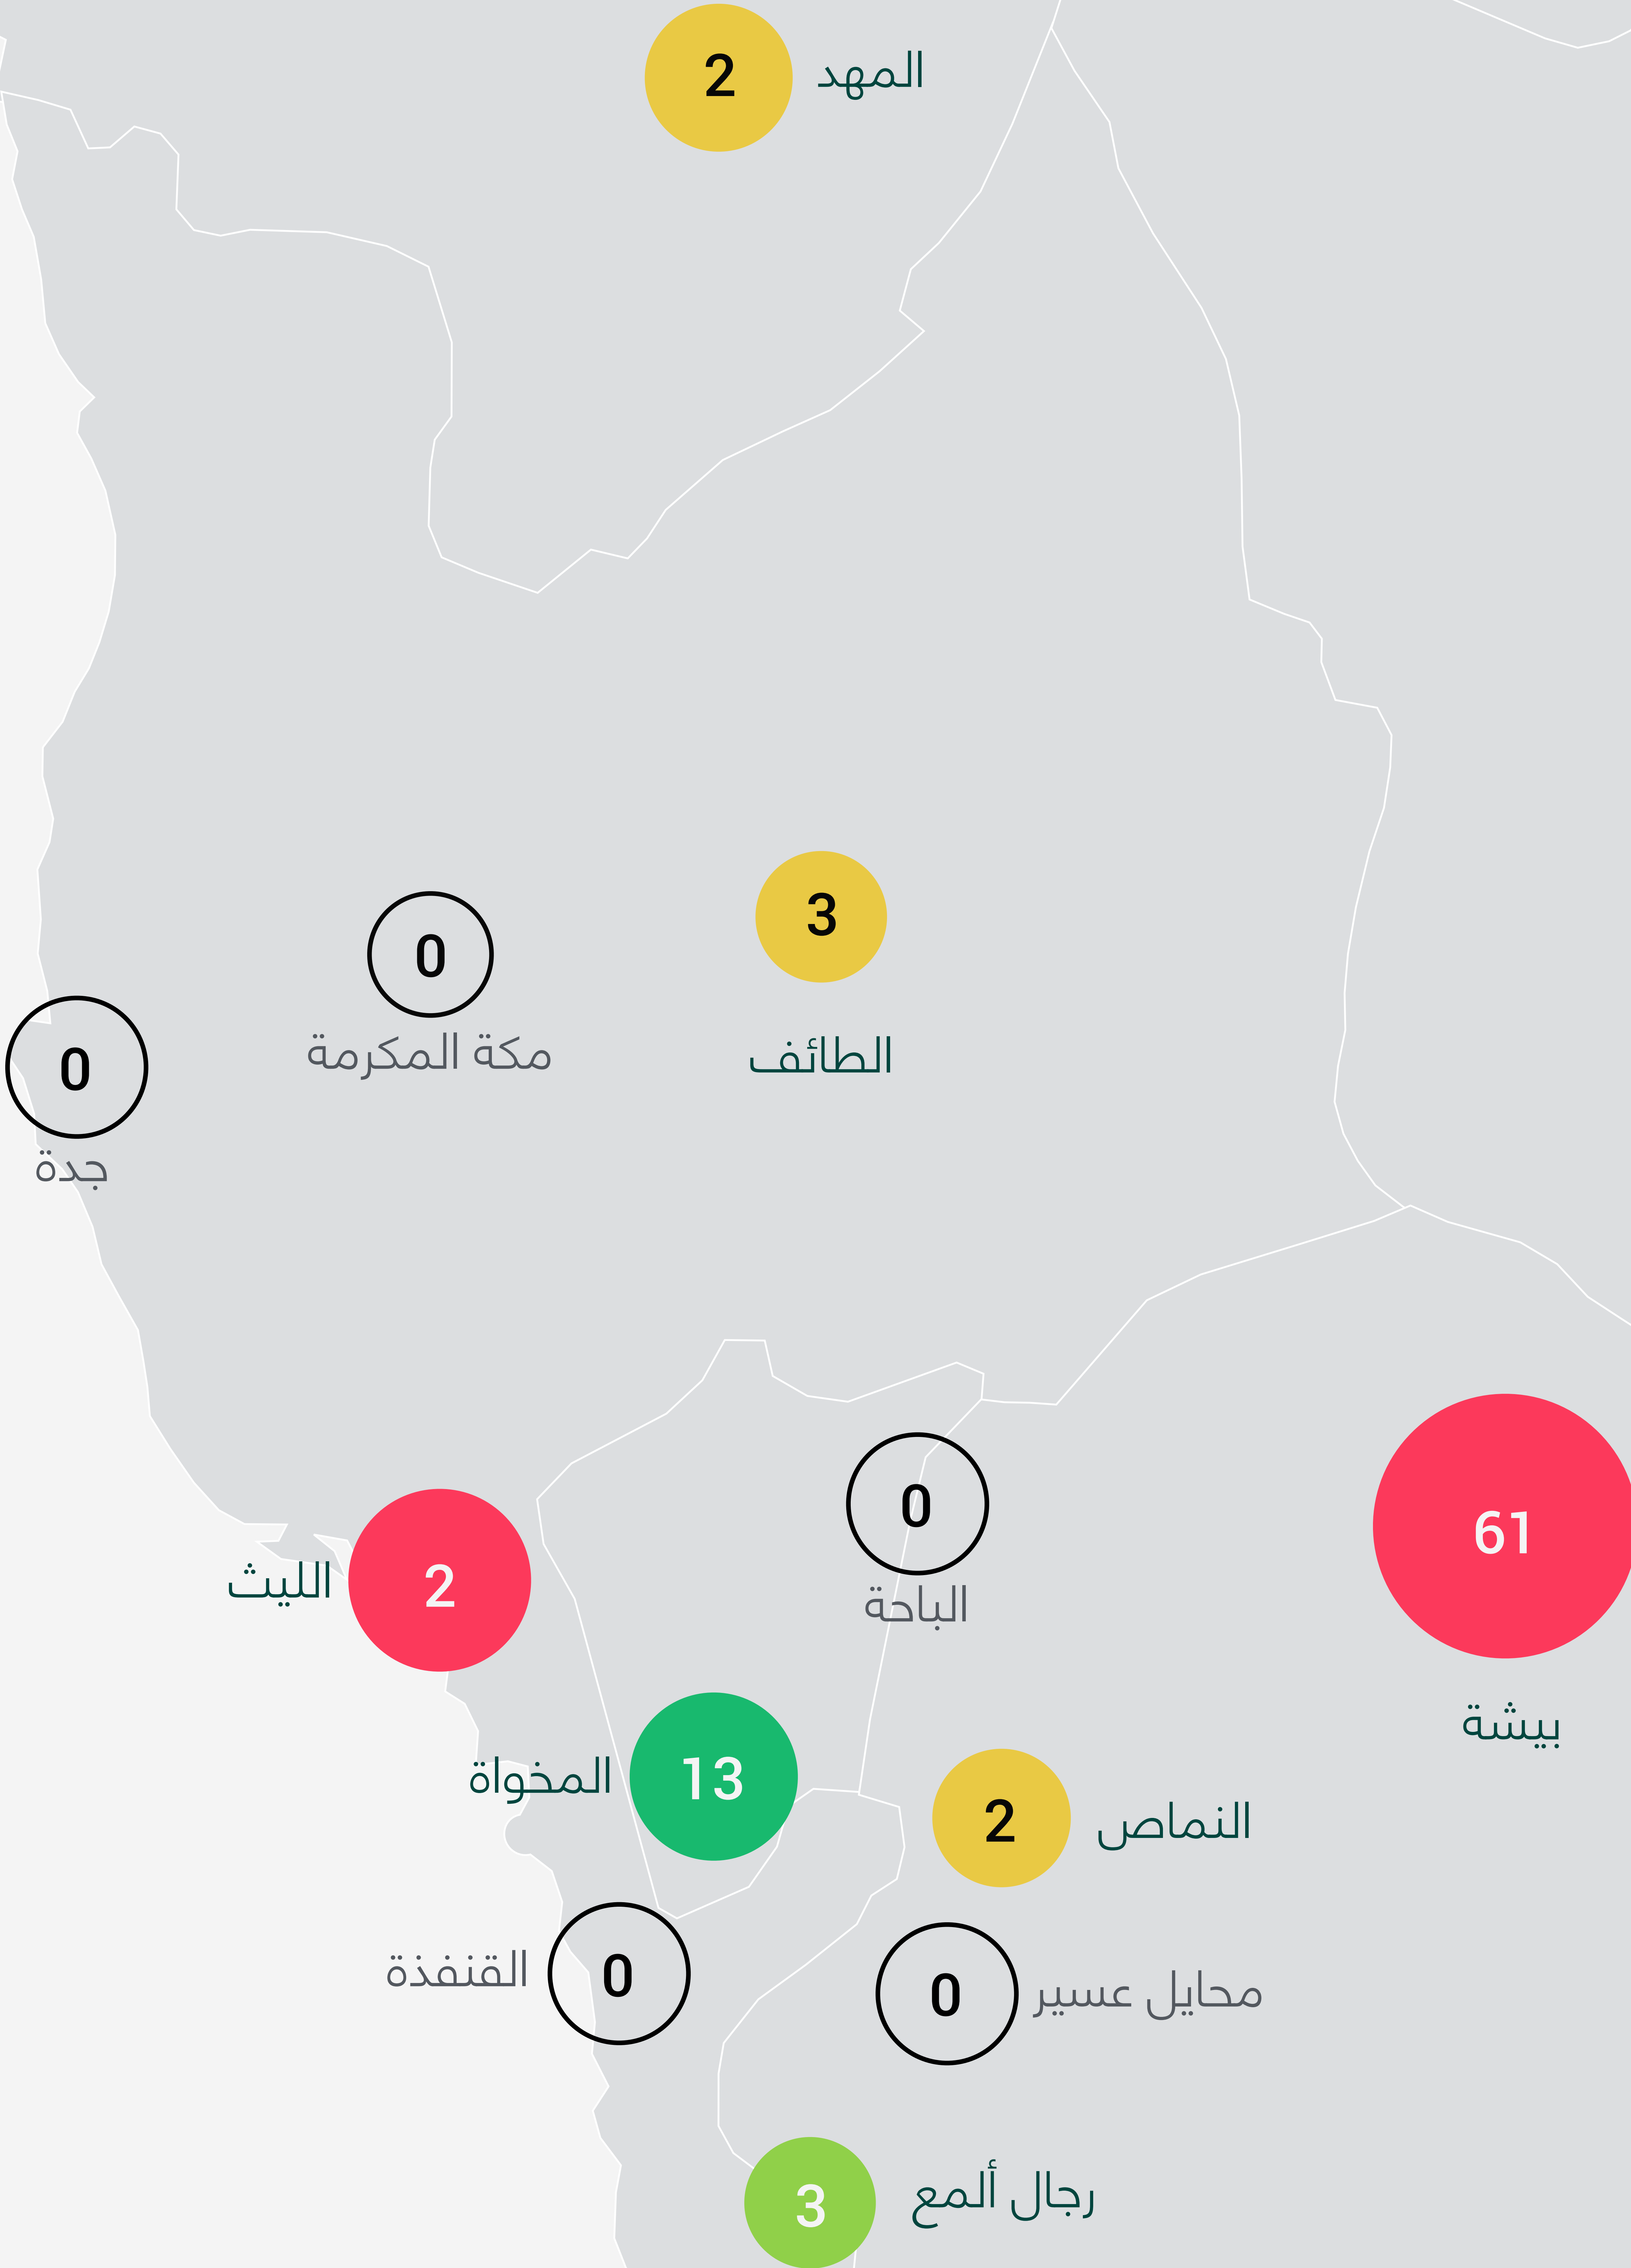 2
المهد
3
الطائف
0
مكة المكرمة
0
جدة
0
الباحة
61
بيشة
2
الليث
13
المخواة
2
النماص
0
القنفذة
0
محايل عسير
3
رجال ألمع